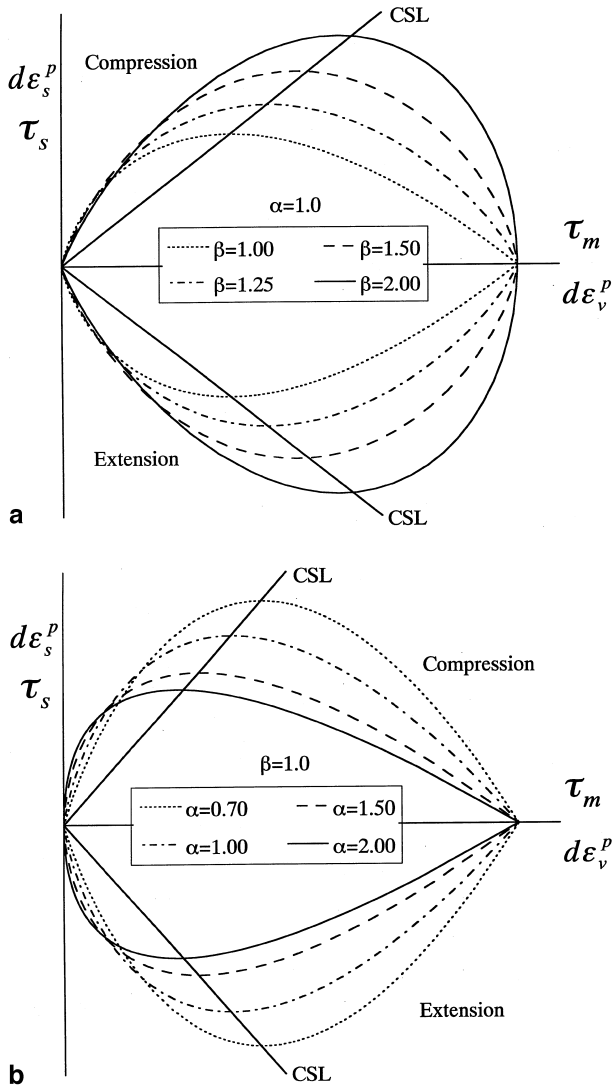 CSL
Compression
dε_s^p
τ_s
α=1.0
β=1.00 β=1.50
β=1.25 β=2.00
τ_m
dε_v^p
Extension
CSL
a
CSL
dε_s^p
τ_s
Compression
β=1.0
α=0.70 α=1.50
α=1.00 α=2.00
τ_m
dε_v^p
Extension
CSL
b